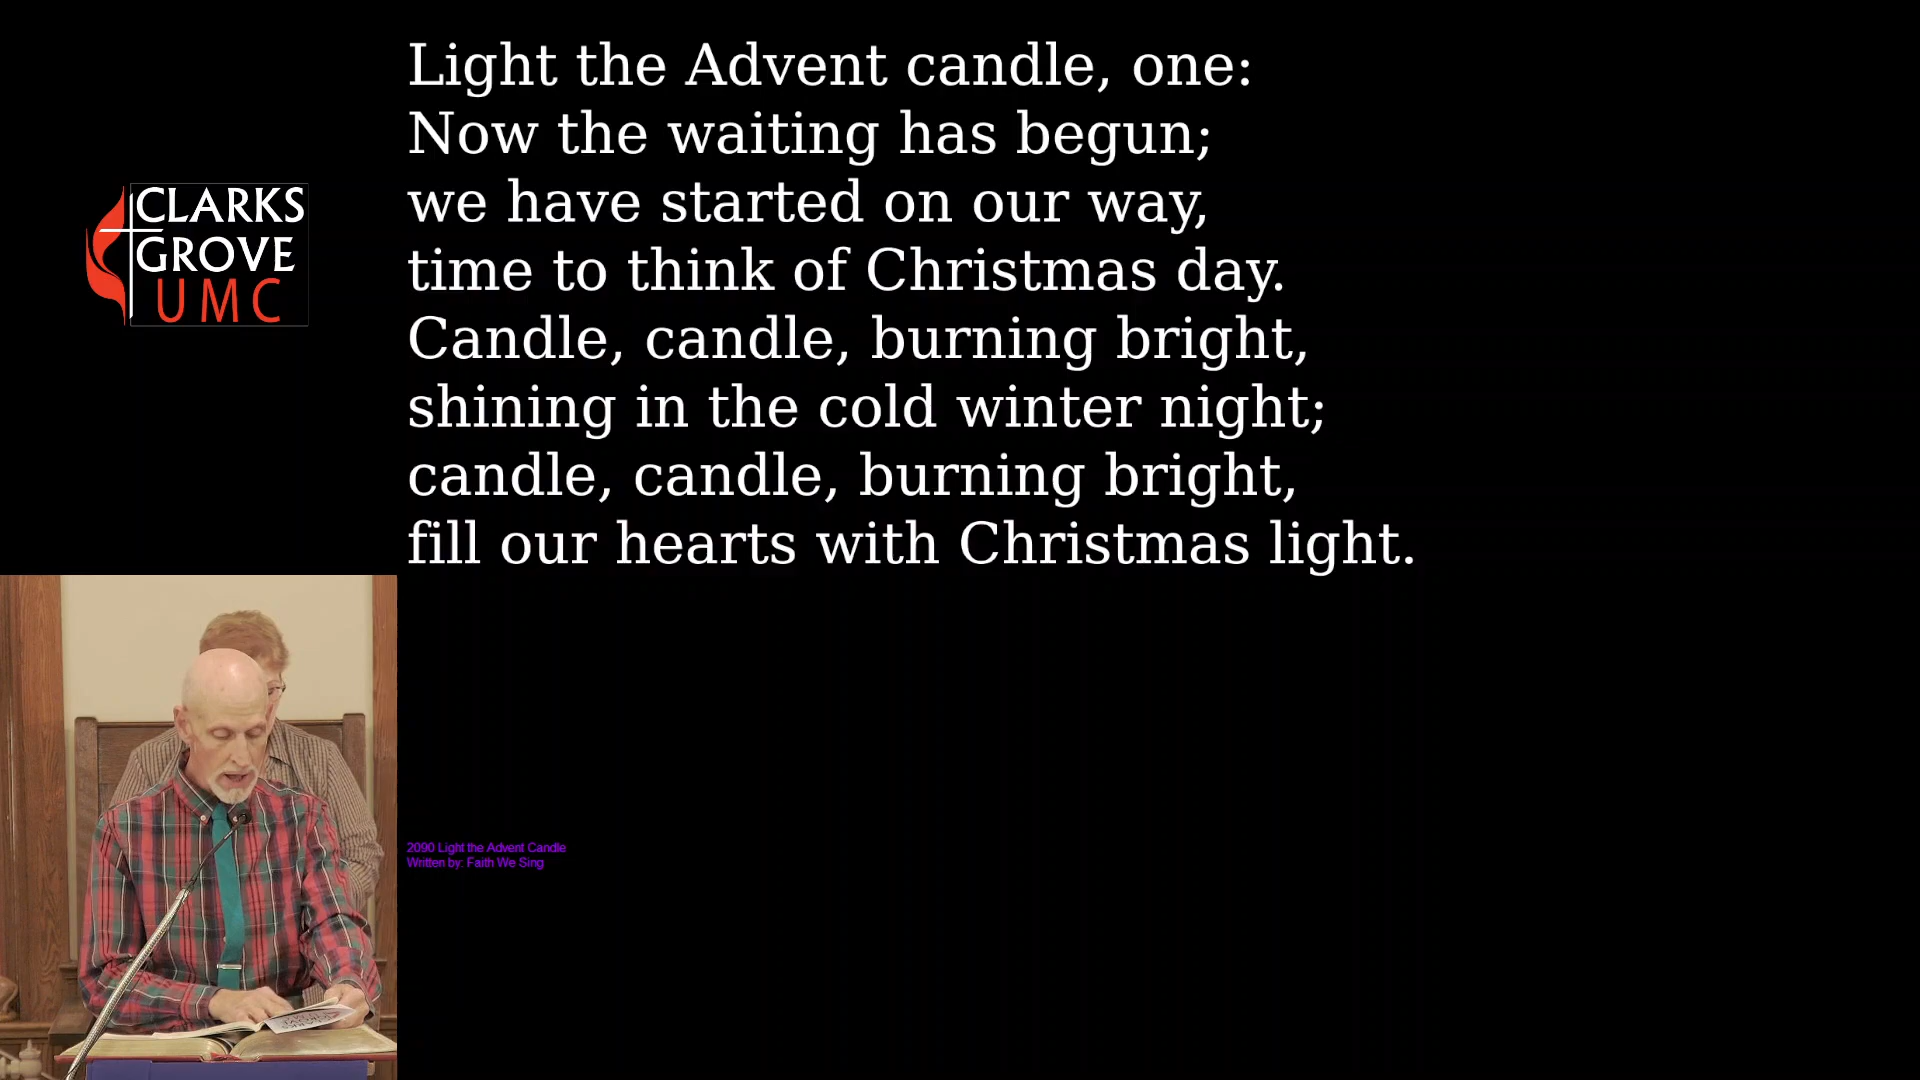 Light the Advent candle, one:
Now the waiting has begun;
we have started on our way,
time to think of Christmas day.
Candle, candle, burning bright,
shining in the cold winter night;
candle, candle, burning bright,
fill our hearts with Christmas light.
CLARKS
GROVE
UMC
2090 Light the Advent Candle
Written by: Faith We Sing